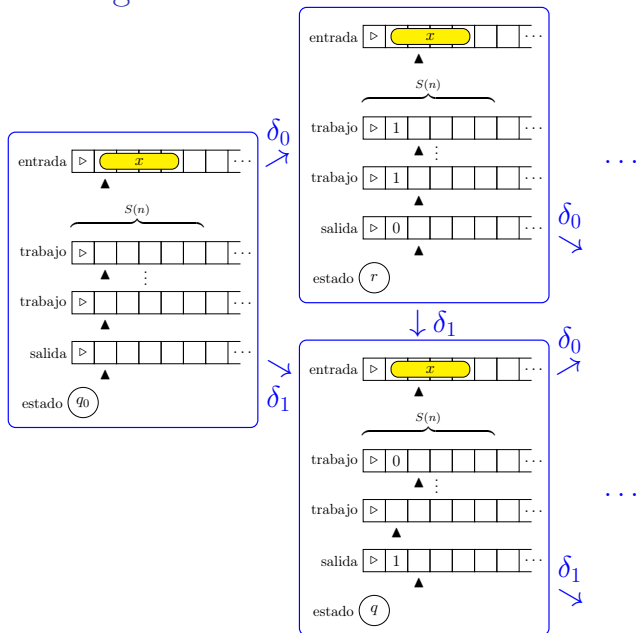 entrada ▷ x ···
S(n)
trabajo ▷ ···
⋮
trabajo ▷ ···
salida ▷ ···
estado q₀
δ₀
δ₁
entrada ▷ x ···
S(n)
trabajo ▷ 1 ···
⋮
trabajo ▷ 1 ···
salida ▷ 0 ···
estado r
δ₀
···
↓ δ₁
entrada ▷ x ···
S(n)
trabajo ▷ 0 ···
⋮
trabajo ▷ ···
salida ▷ 1 ···
estado q
δ₀
···
δ₁